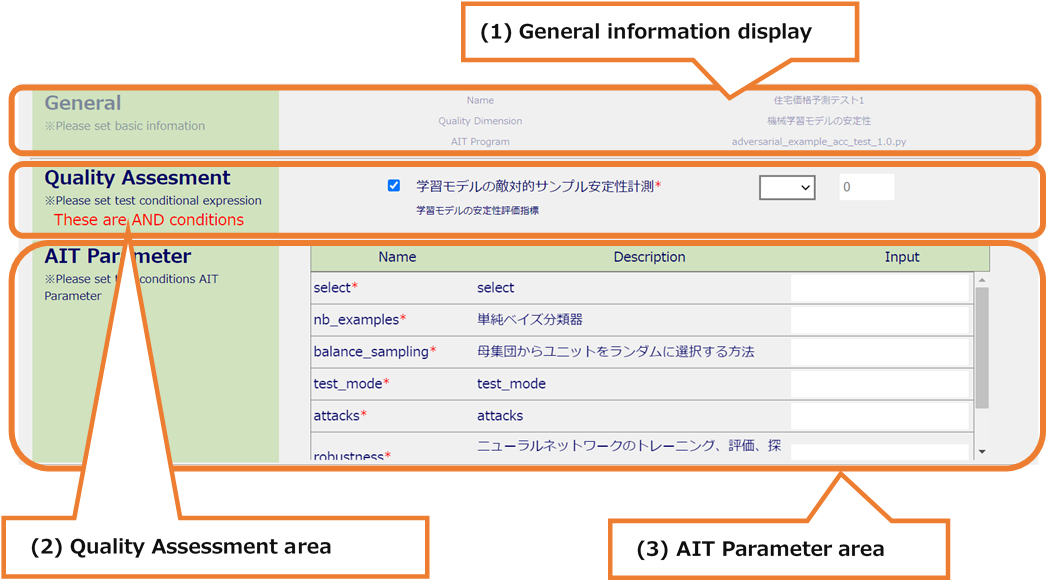 (1) General information display
General
※Please set basic infomation
Name
住宅価格予測テスト1
Quality Dimension
機械学習モデルの安定性
AIT Program
adversarial_example_acc_test_1.0.py
Quality Assesment
※Please set test conditional expression
These are AND conditions
学習モデルの敵対的サンプル安定性計測*
0
学習モデルの安定性評価指標
AIT Parameter
※Please set conditions AIT
Parameter
Name Description Input
select* select
nb_examples* 単純ベイズ分類器
balance_sampling* 母集団からユニットをランダムに選択する方法
test_mode* test_mode
attacks* attacks
robustness* ニューラルネットワークのトレーニング、評価、探
(2) Quality Assessment area
(3) AIT Parameter area